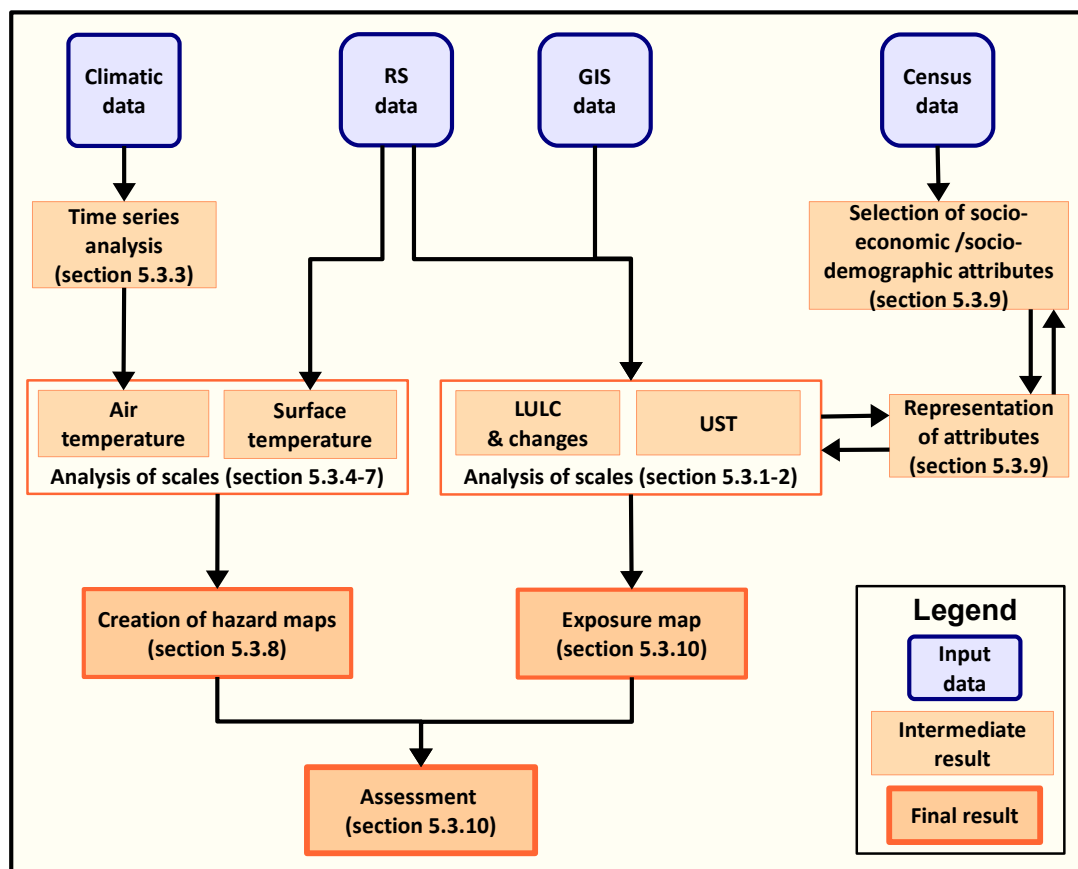 Climatic
data
RS
data
GIS
data
Census
data
Time series
analysis
(section 5.3.3)
Selection of socio-
economic /socio-
demographic attributes
(section 5.3.9)
Air
temperature
Surface
temperature
Analysis of scales (section 5.3.4-7)
LULC
& changes
UST
Analysis of scales (section 5.3.1-2)
Representation
of attributes
(section 5.3.9)
Creation of hazard maps
(section 5.3.8)
Exposure map
(section 5.3.10)
Assessment
(section 5.3.10)
Legend
Input
data
Intermediate
result
Final result